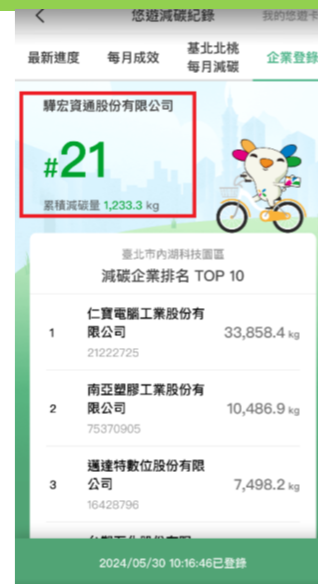 悠遊減碳紀錄
我的悠遊卡
最新進度
每月成效
基北北桃
每月減碳
企業登錄
驊宏資通股份有限公司
#21
累積減碳量 1,233.3 kg
臺北市內湖科技園區
減碳企業排名 TOP 10
1
仁寶電腦工業股份有
限公司
33,858.4 kg
21222725
2
南亞塑膠工業股份有
限公司
10,486.9 kg
75370905
3
邁達特數位股份有限
公司
7,498.2 kg
16428796
2024/05/30 10:16:46已登錄